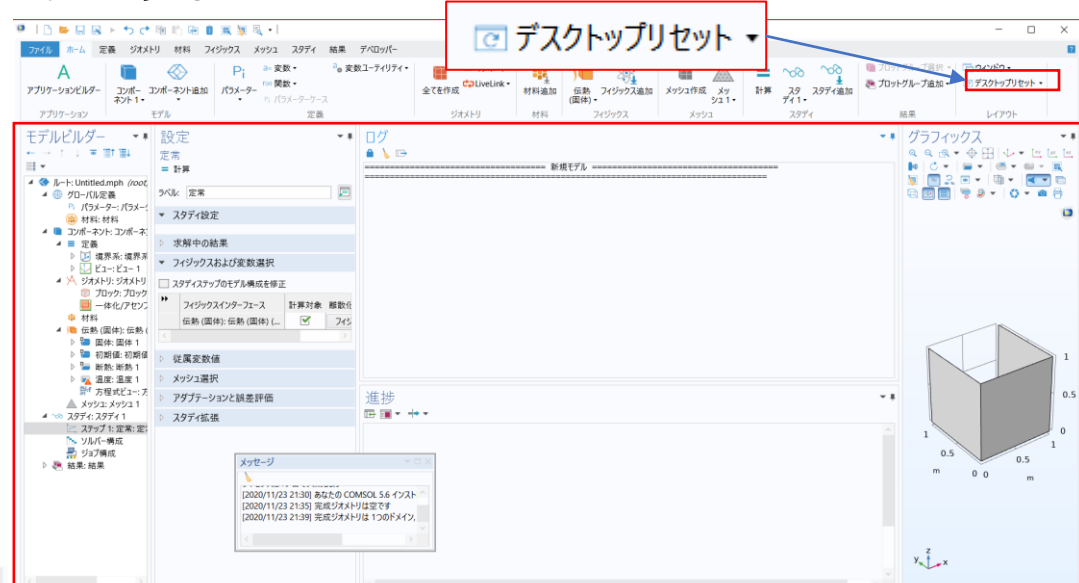 デスクトップリセット
ファイル ホーム 定義 ジオメトリ 材料 フィジックス メッシュ スタディ 結果 デベロッパー
アプリケーションビルダー
アプリケーション
コンポーネント 1
コンポーネント追加
モデル
Pi
パラメーター
a= 変数
f(x) 関数
Pi パラメーターケース
変数ユーティリティ
定義
全てを作成
LiveLink
ジオメトリ
材料追加
材料
伝熱 (固体)
フィジックス追加
フィジックス
メッシュ作成
メッシュ 1
メッシュ
計算
スタディ 1
スタディ追加
スタディ
プロットグループ選択
プロットグループ追加
結果
ウィンドウ
デスクトップリセット
レイアウト
モデルビルダー
ルート: Untitled.mph (root,
グローバル定義
Pi パラメーター: パラメー
材料: 材料
コンポーネント: コンポーネ
定義
境界系: 境界系
ビュー: ビュー 1
ジオメトリ: ジオメトリ
ブロック: ブロック
一体化/アセンブ
材料
伝熱 (固体): 伝熱 (
固体: 固体 1
初期値: 初期値
断熱: 断熱 1
温度: 温度 1
方程式ビュー: 方
メッシュ: メッシュ 1
スタディ: スタディ 1
ステップ 1: 定常: 定
ソルバー構成
ジョブ構成
結果: 結果
設定
定常
= 計算
ラベル: 定常
スタディ設定
求解中の結果
フィジックスおよび変数選択
スタディステップのモデル構成を修正
フィジックスインターフェース 計算対象 離散化
伝熱 (固体): 伝熱 (固体) (... フィジ
従属変数値
メッシュ選択
アダプテーションと誤差評価
スタディ拡張
ログ
新規モデル
進捗
メッセージ
[2020/11/23 21:30] あなたの COMSOL 5.6 インスト
[2020/11/23 21:35] 完成ジオメトリは空です
[2020/11/23 21:39] 完成ジオメトリは 1つのドメイン,
グラフィックス
1
0.5
0
1
0.5
0
1
0.5
0
m
m
z
y
x